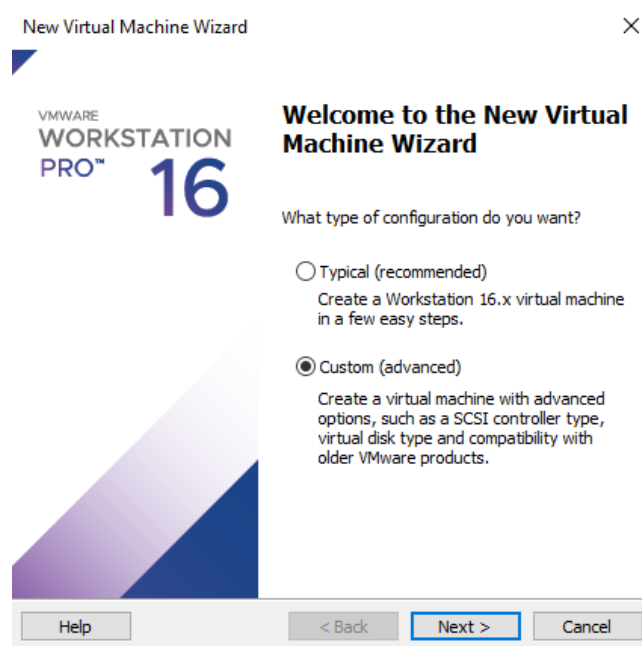 New Virtual Machine Wizard
VMWARE
WORKSTATION
PRO™
16
Welcome to the New Virtual
Machine Wizard
What type of configuration do you want?
Typical (recommended)
Create a Workstation 16.x virtual machine
in a few easy steps.
Custom (advanced)
Create a virtual machine with advanced
options, such as a SCSI controller type,
virtual disk type and compatibility with
older VMware products.
Help
< Back
Next >
Cancel